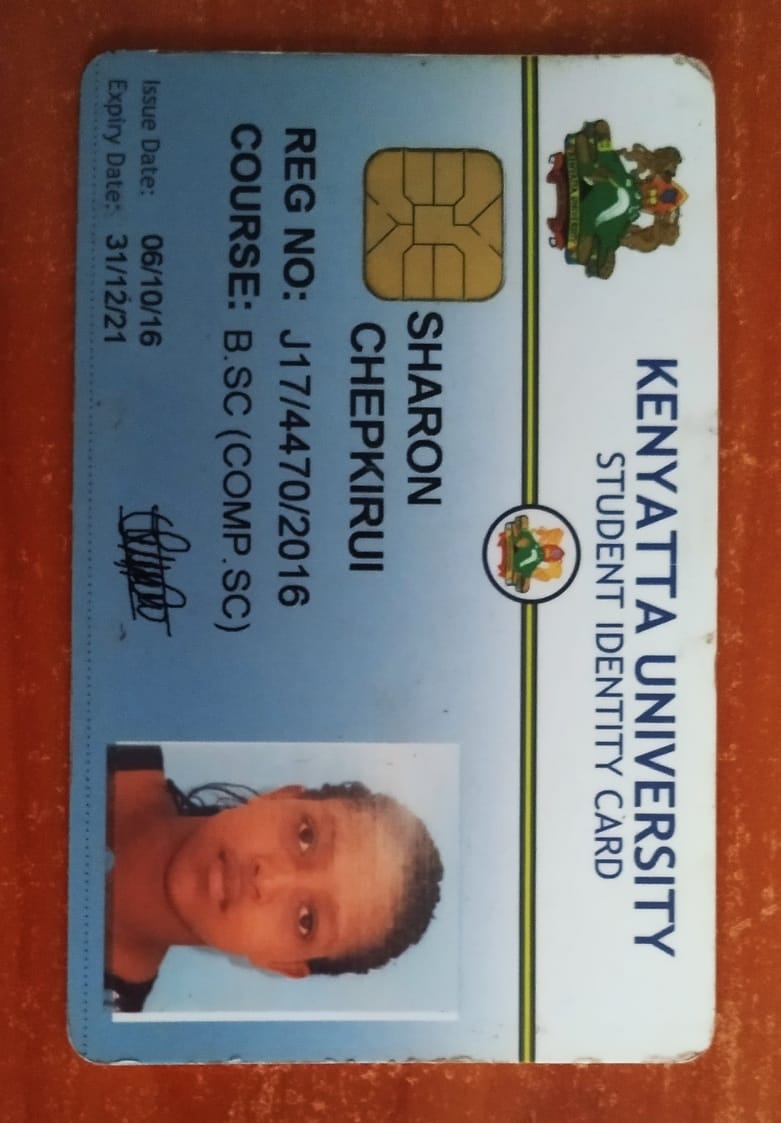 KENYATTA UNIVERSITY
STUDENT IDENTITY CARD
SHARON
CHEPKIRUI
REG NO: J17/4470/2016
COURSE: B.SC (COMP.SC)
Issue Date: 06/10/16
Expiry Date: 31/12/21